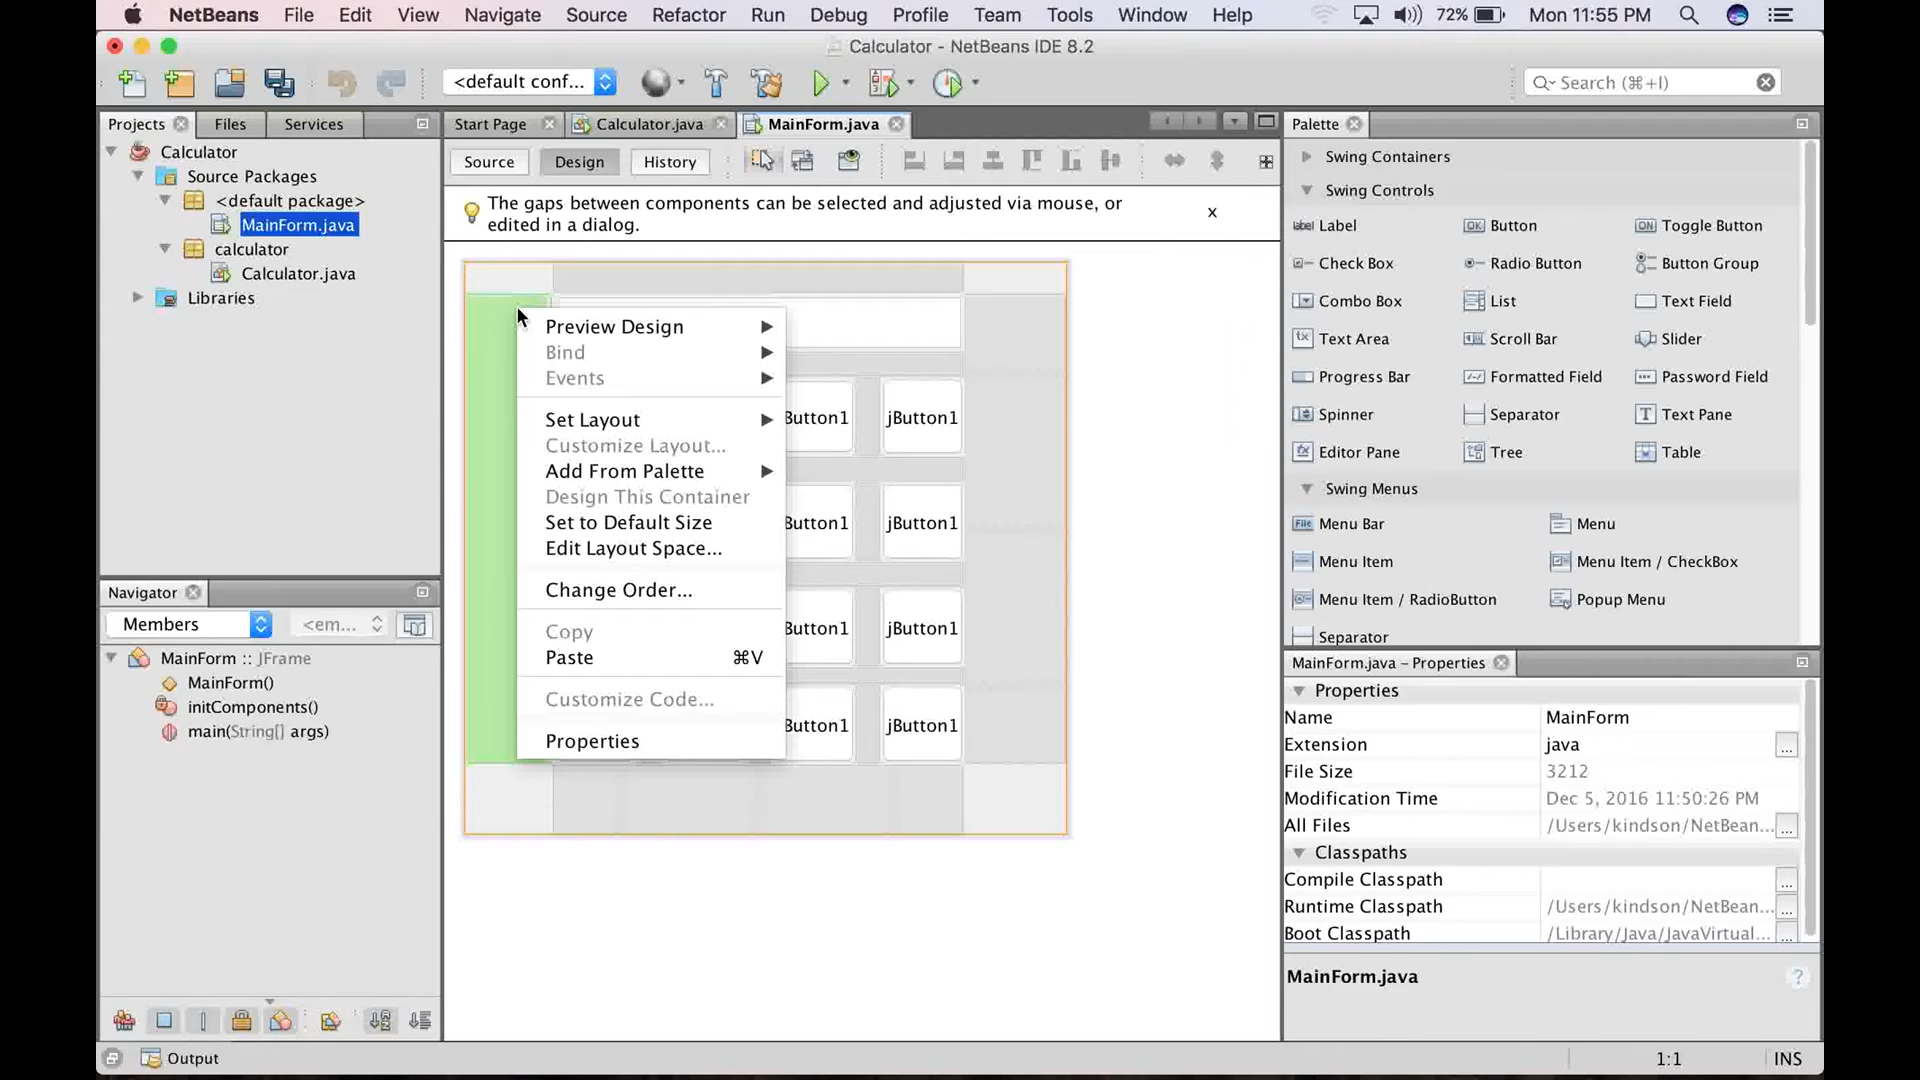 NetBeans File Edit View Navigate Source Refactor Run Debug Profile Team Tools Window Help 72% Mon 11:55 PM
Calculator - NetBeans IDE 8.2
<default conf... Search (⌘+I)
Projects Files Services
Start Page Calculator.java MainForm.java
Palette
Source Design History
The gaps between components can be selected and adjusted via mouse, or
edited in a dialog.
x
Calculator
Source Packages
<default package>
MainForm.java
calculator
Calculator.java
Libraries
Preview Design
Bind
Events
Set Layout
Customize Layout...
Add From Palette
Design This Container
Set to Default Size
Edit Layout Space...
Change Order...
Copy
Paste ⌘V
Customize Code...
Properties
Button1 jButton1
Button1 jButton1
Button1 jButton1
Button1 jButton1
Swing Containers
Swing Controls
Label Button Toggle Button
Check Box Radio Button Button Group
Combo Box List Text Field
Text Area Scroll Bar Slider
Progress Bar Formatted Field Password Field
Spinner Separator Text Pane
Editor Pane Tree Table
Swing Menus
Menu Bar Menu
Menu Item Menu Item / CheckBox
Menu Item / RadioButton Popup Menu
Separator
Navigator
Members <em...
MainForm :: JFrame
MainForm()
initComponents()
main(String[] args)
MainForm.java - Properties
Properties
Name MainForm
Extension java ...
File Size 3212
Modification Time Dec 5, 2016 11:50:26 PM
All Files /Users/kindson/NetBean... ...
Classpaths
Compile Classpath ...
Runtime Classpath /Users/kindson/NetBean... ...
Boot Classpath /Library/Java/JavaVirtual... ...
MainForm.java ?
Output 1:1 INS